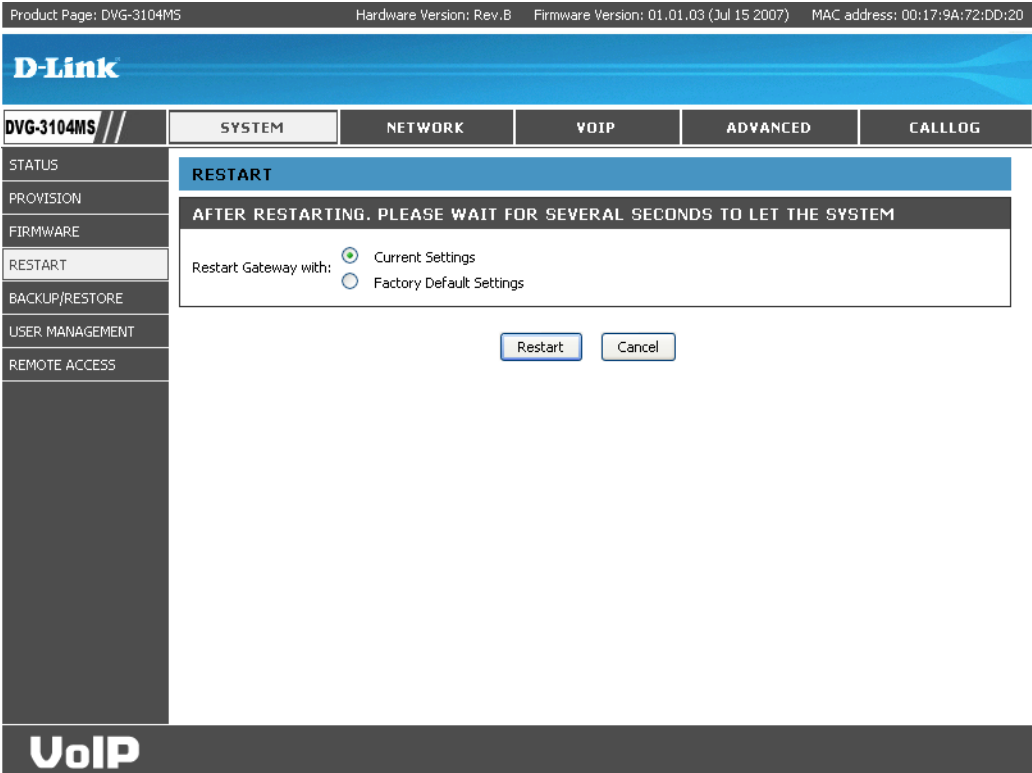 Product Page: DVG-3104MS Hardware Version: Rev.B Firmware Version: 01.01.03 (Jul 15 2007) MAC address: 00:17:9A:72:DD:20
D-Link
DVG-3104MS SYSTEM NETWORK VOIP ADVANCED CALLLOG
STATUS
PROVISION
FIRMWARE
RESTART
BACKUP/RESTORE
USER MANAGEMENT
REMOTE ACCESS
RESTART
AFTER RESTARTING. PLEASE WAIT FOR SEVERAL SECONDS TO LET THE SYSTEM
Restart Gateway with:
Current Settings
Factory Default Settings
Restart Cancel
VoIP